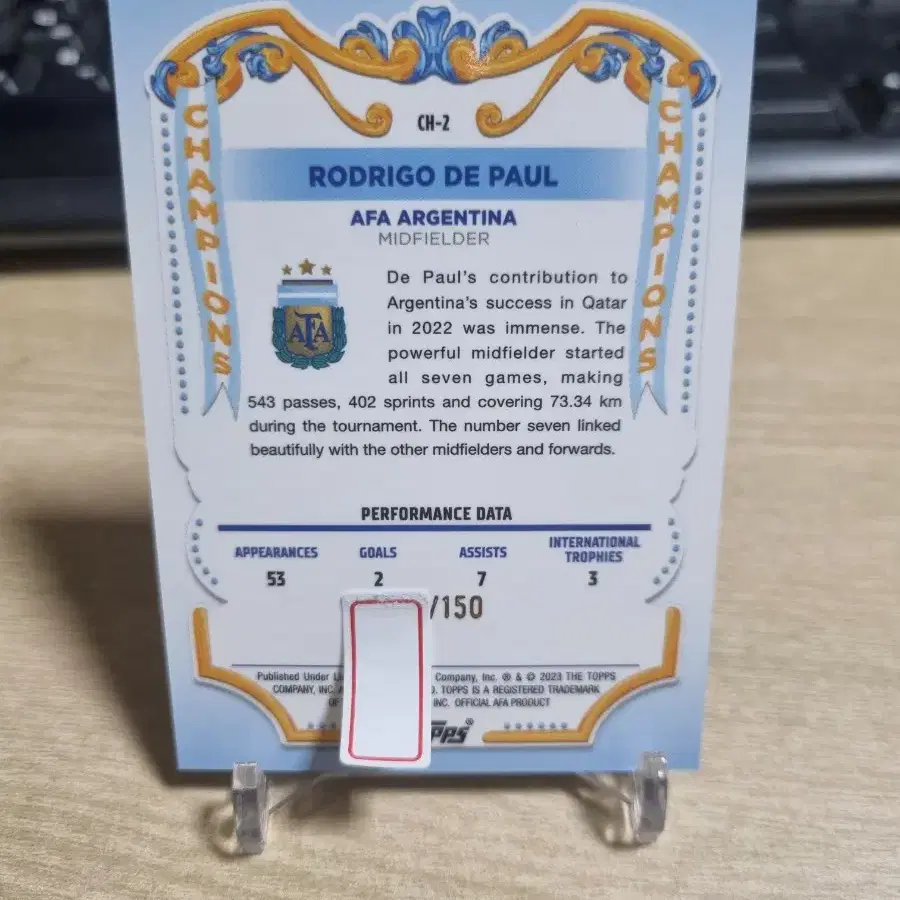 CH-2
CHAMPIONS
CHAMPIONS
RODRIGO DE PAUL
AFA ARGENTINA
MIDFIELDER
AFA
De Paul's contribution to
Argentina's success in Qatar
in 2022 was immense. The
powerful midfielder started
all seven games, making
543 passes, 402 sprints and covering 73.34 km
during the tournament. The number seven linked
beautifully with the other midfielders and forwards.
PERFORMANCE DATA
APPEARANCES GOALS ASSISTS INTERNATIONAL TROPHIES
53 2 7 3
/150
Published Under Company, Inc. ® & © 2023 THE TOPPS
COMPANY, INC. TOPPS IS A REGISTERED TRADEMARK
INC. OFFICIAL AFA PRODUCT